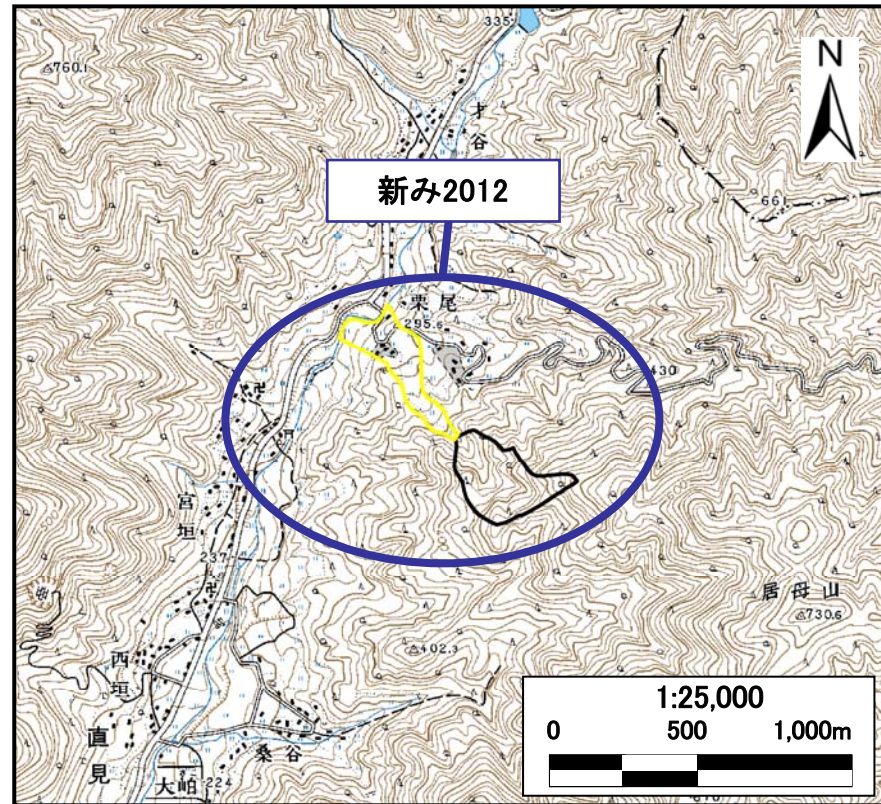 335
760.1
N
才谷
新み2012
661
栗尾
295.6
430
宮垣
237
居母山
730.6
西垣
402.3
直見
桑谷
大岶
224
1:25,000
0 500 1,000m